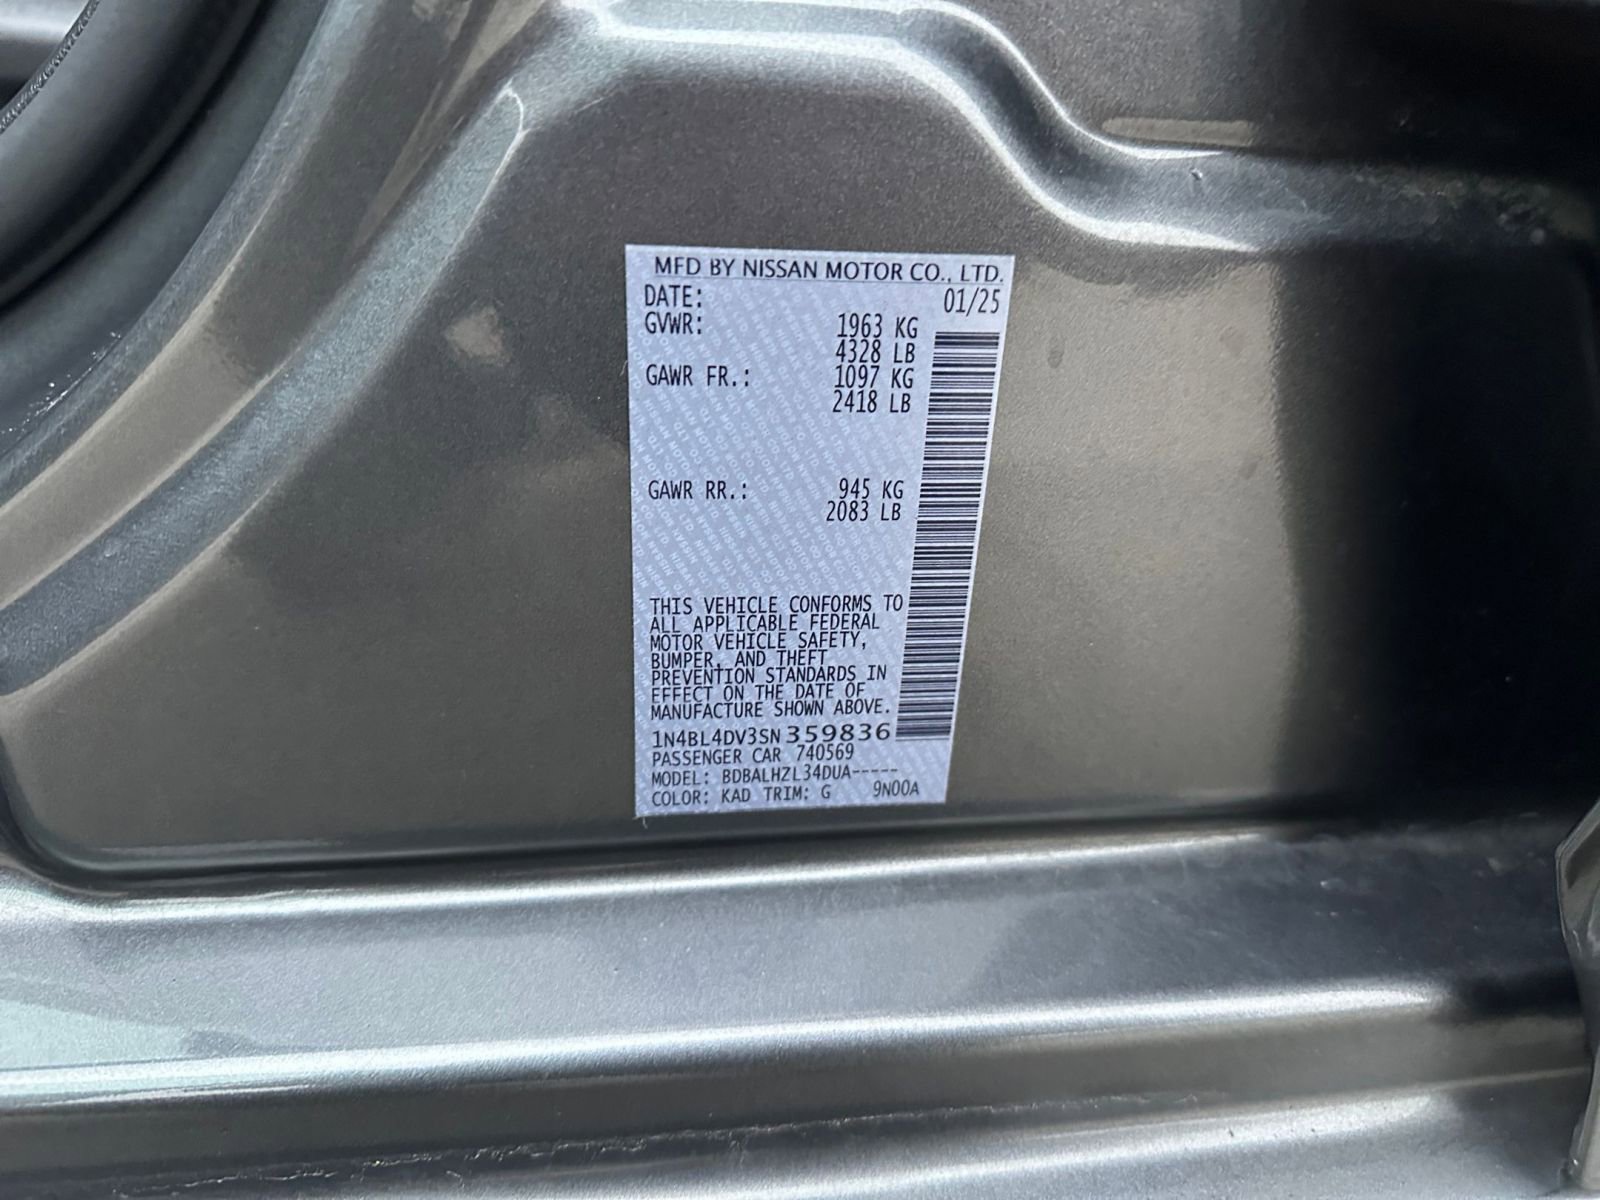 MFD BY NISSAN MOTOR CO., LTD.
DATE: 01/25
GVWR: 1963 KG
4328 LB
GAWR FR.: 1097 KG
2418 LB
GAWR RR.: 945 KG
2083 LB
THIS VEHICLE CONFORMS TO
ALL APPLICABLE FEDERAL
MOTOR VEHICLE SAFETY,
BUMPER, AND THEFT
PREVENTION STANDARDS IN
EFFECT ON THE DATE OF
MANUFACTURE SHOWN ABOVE.
1N4BL4DV3SN359836
PASSENGER CAR 740569
MODEL: BDBALHZL34DUA-----
COLOR: KAD TRIM: G 9N00A